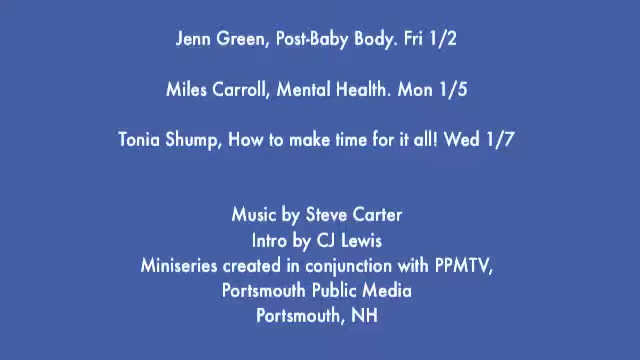 Jenn Green, Post-Baby Body. Fri 1/2
Miles Carroll, Mental Health. Mon 1/5
Tonia Shump, How to make time for it all! Wed 1/7
Music by Steve Carter
Intro by CJ Lewis
Miniseries created in conjunction with PPMTV,
Portsmouth Public Media
Portsmouth, NH